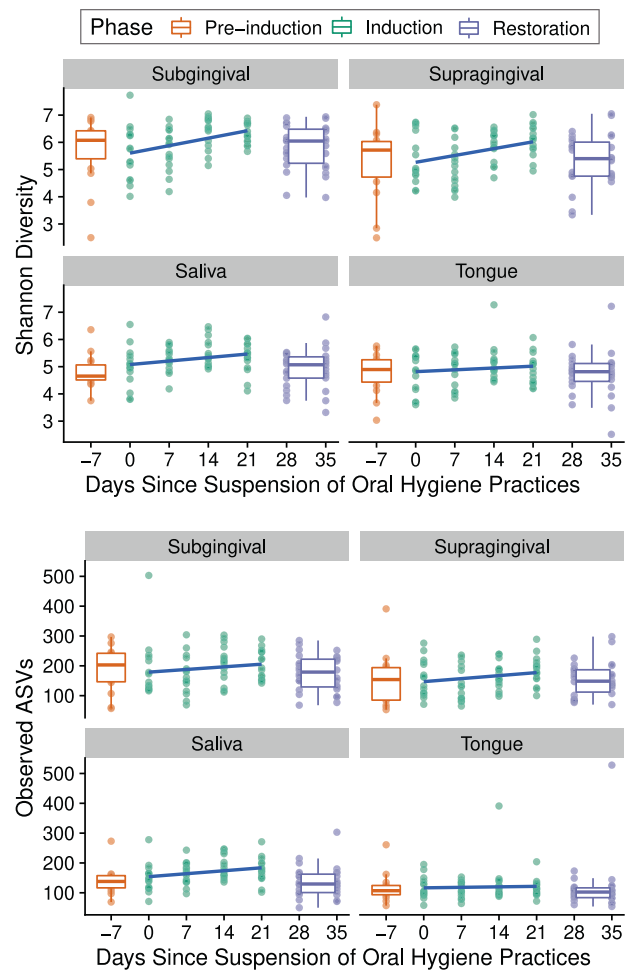 Phase Pre-induction Induction Restoration
Subgingival Supragingival
7
6
5
4
3
Saliva Tongue
7
6
5
4
3
Shannon Diversity
−7 0 7 14 21 28 35 −7 0 7 14 21 28 35
Days Since Suspension of Oral Hygiene Practices
Subgingival Supragingival
500
400
300
200
100
Saliva Tongue
500
400
300
200
100
Observed ASVs
−7 0 7 14 21 28 35 −7 0 7 14 21 28 35
Days Since Suspension of Oral Hygiene Practices